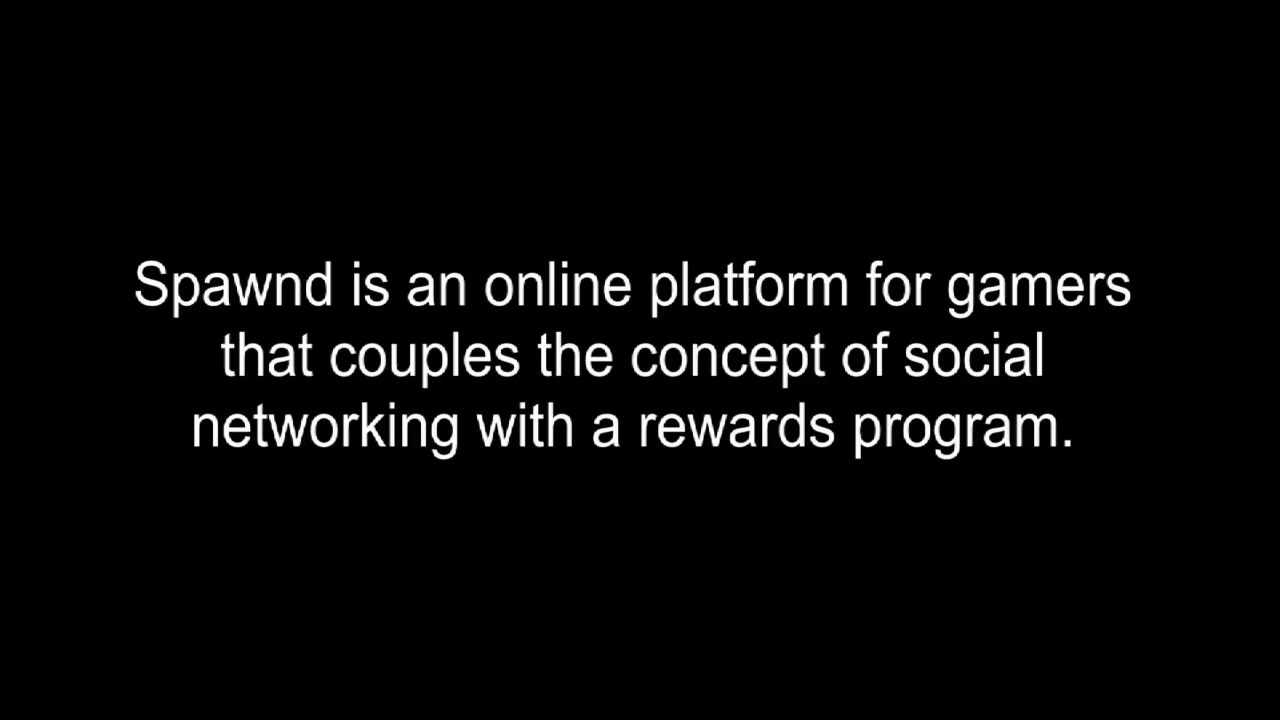 Spawnd is an online platform for gamers
that couples the concept of social
networking with a rewards program.